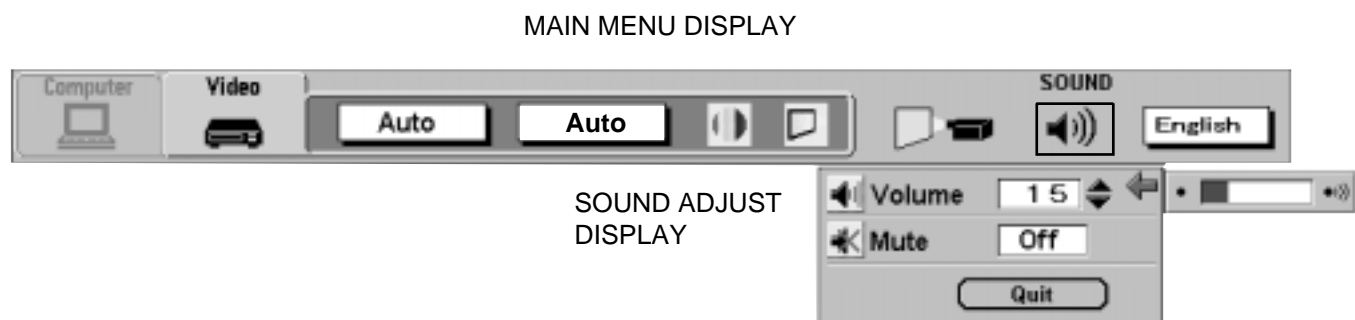 MAIN MENU DISPLAY
Computer
Video
SOUND
Auto
Auto
English
SOUND ADJUST
DISPLAY
Volume
15
Mute
Off
Quit